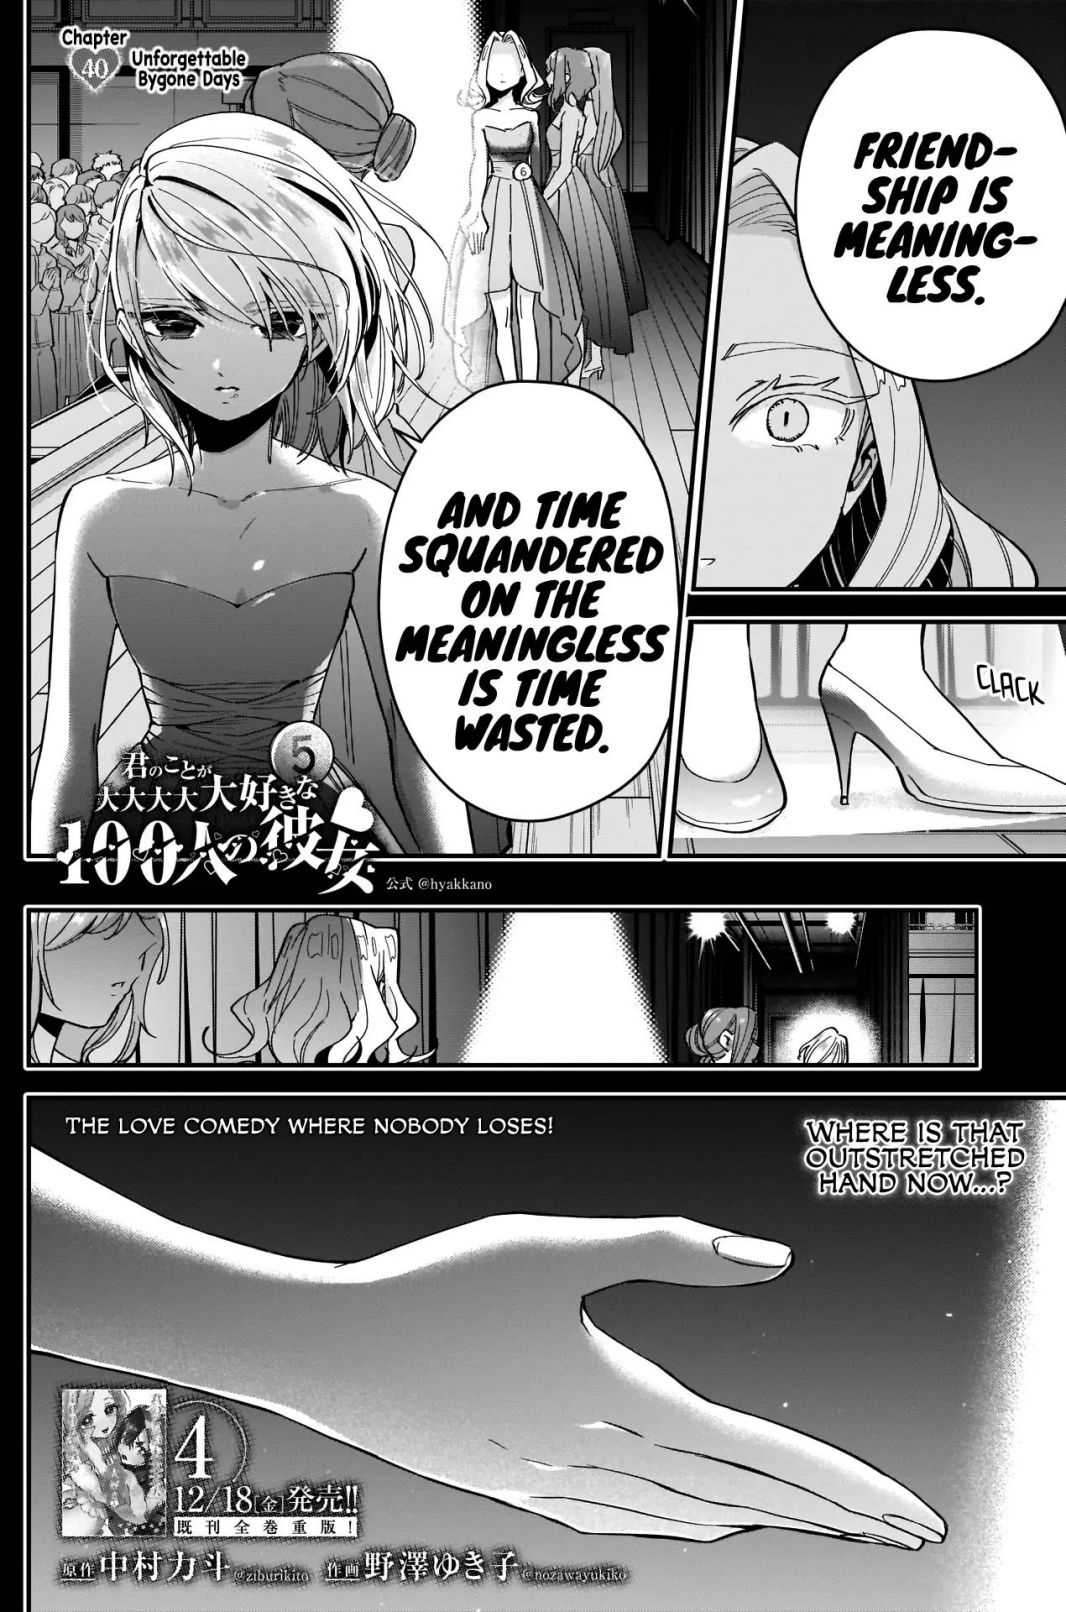 Chapter
40
Unforgettable
Bygone Days
FRIEND-
SHIP IS
MEANING-
LESS.
6
AND TIME
SQUANDERED
ON THE
MEANINGLESS
IS TIME
WASTED.
CLACK
5
君のことが
大大大大大好きな
100人の彼女
公式 @hyakkano
THE LOVE COMEDY WHERE NOBODY LOSES!
WHERE IS THAT
OUTSTRETCHED
HAND NOW...?
4
12/18[金]発売!!
既刊全巻重版!
原作 中村力斗 @ziburikito 作画 野澤ゆき子 @nozawayukiko